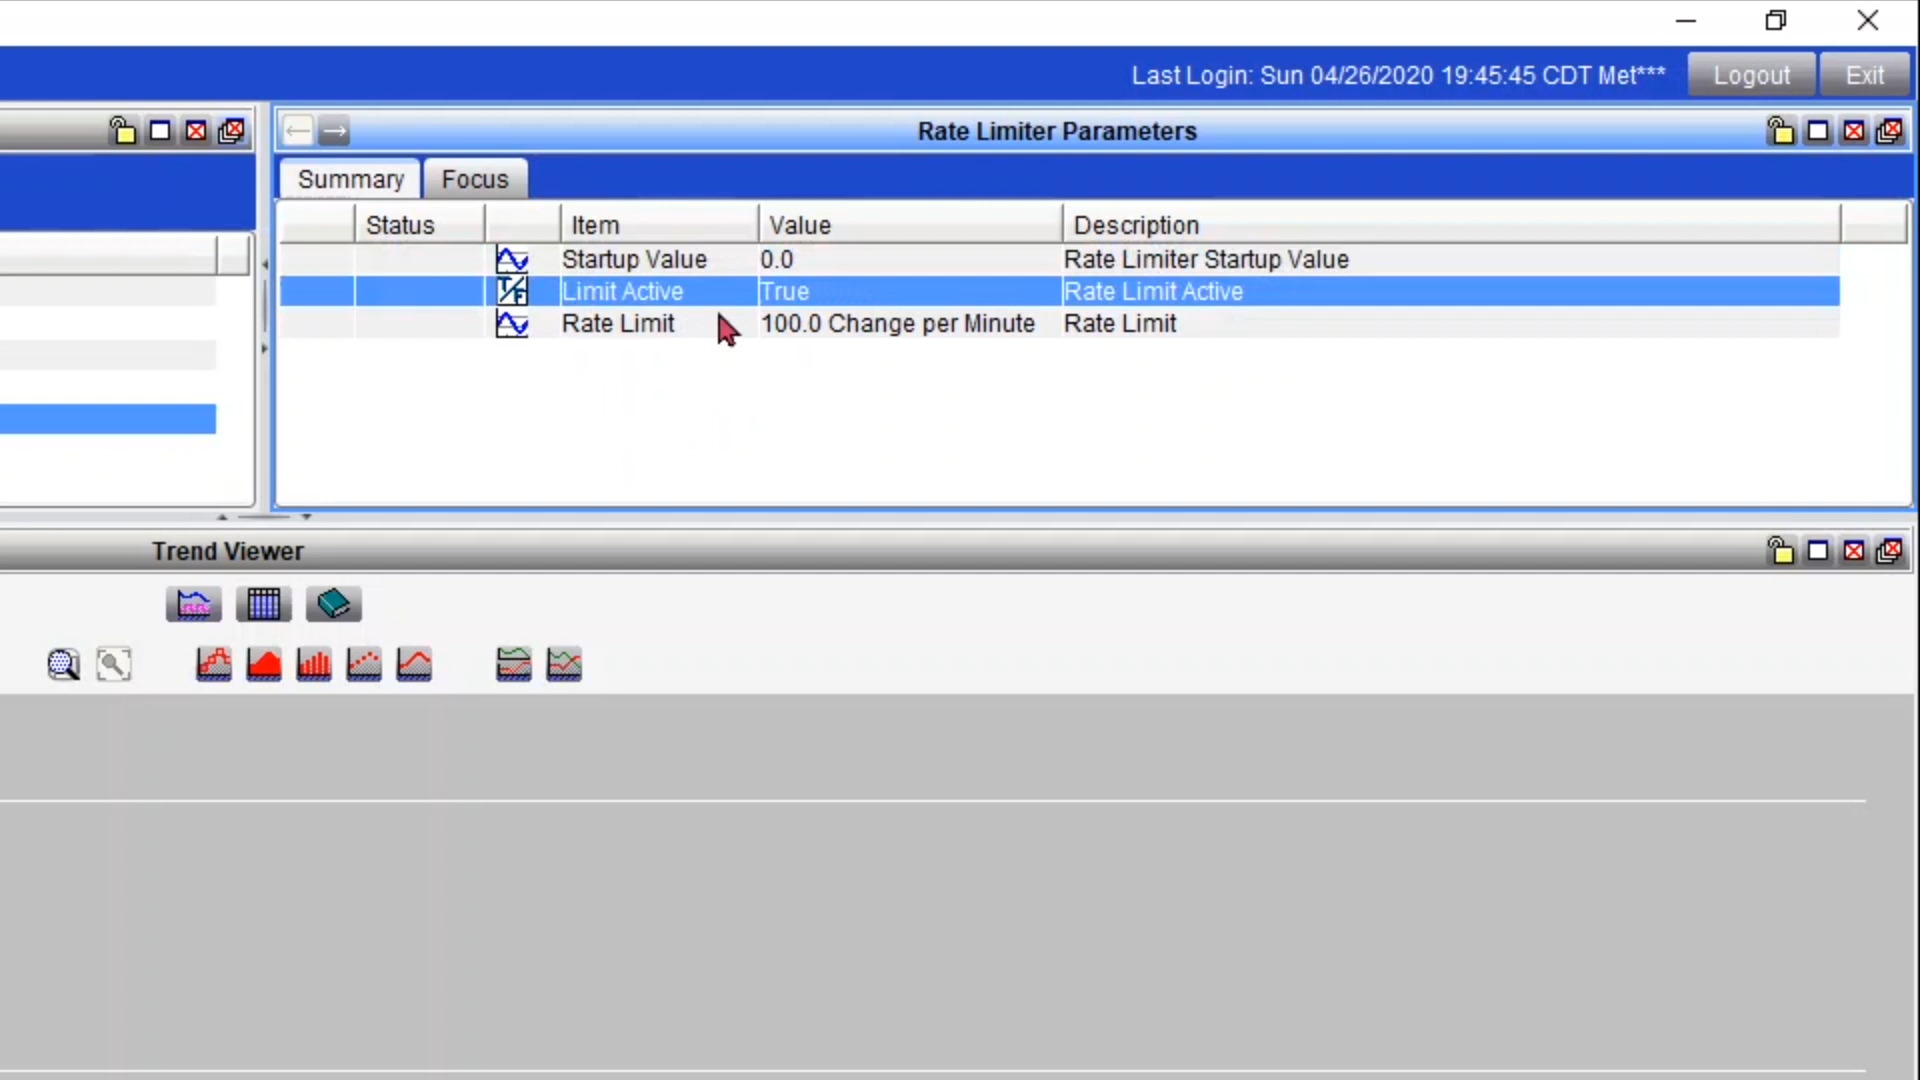 Last Login: Sun 04/26/2020 19:45:45 CDT Met***
Logout
Exit
Rate Limiter Parameters
Summary
Focus
Status
Item
Value
Description
Startup Value
0.0
Rate Limiter Startup Value
T/F
Limit Active
True
Rate Limit Active
Rate Limit
100.0 Change per Minute
Rate Limit
Trend Viewer